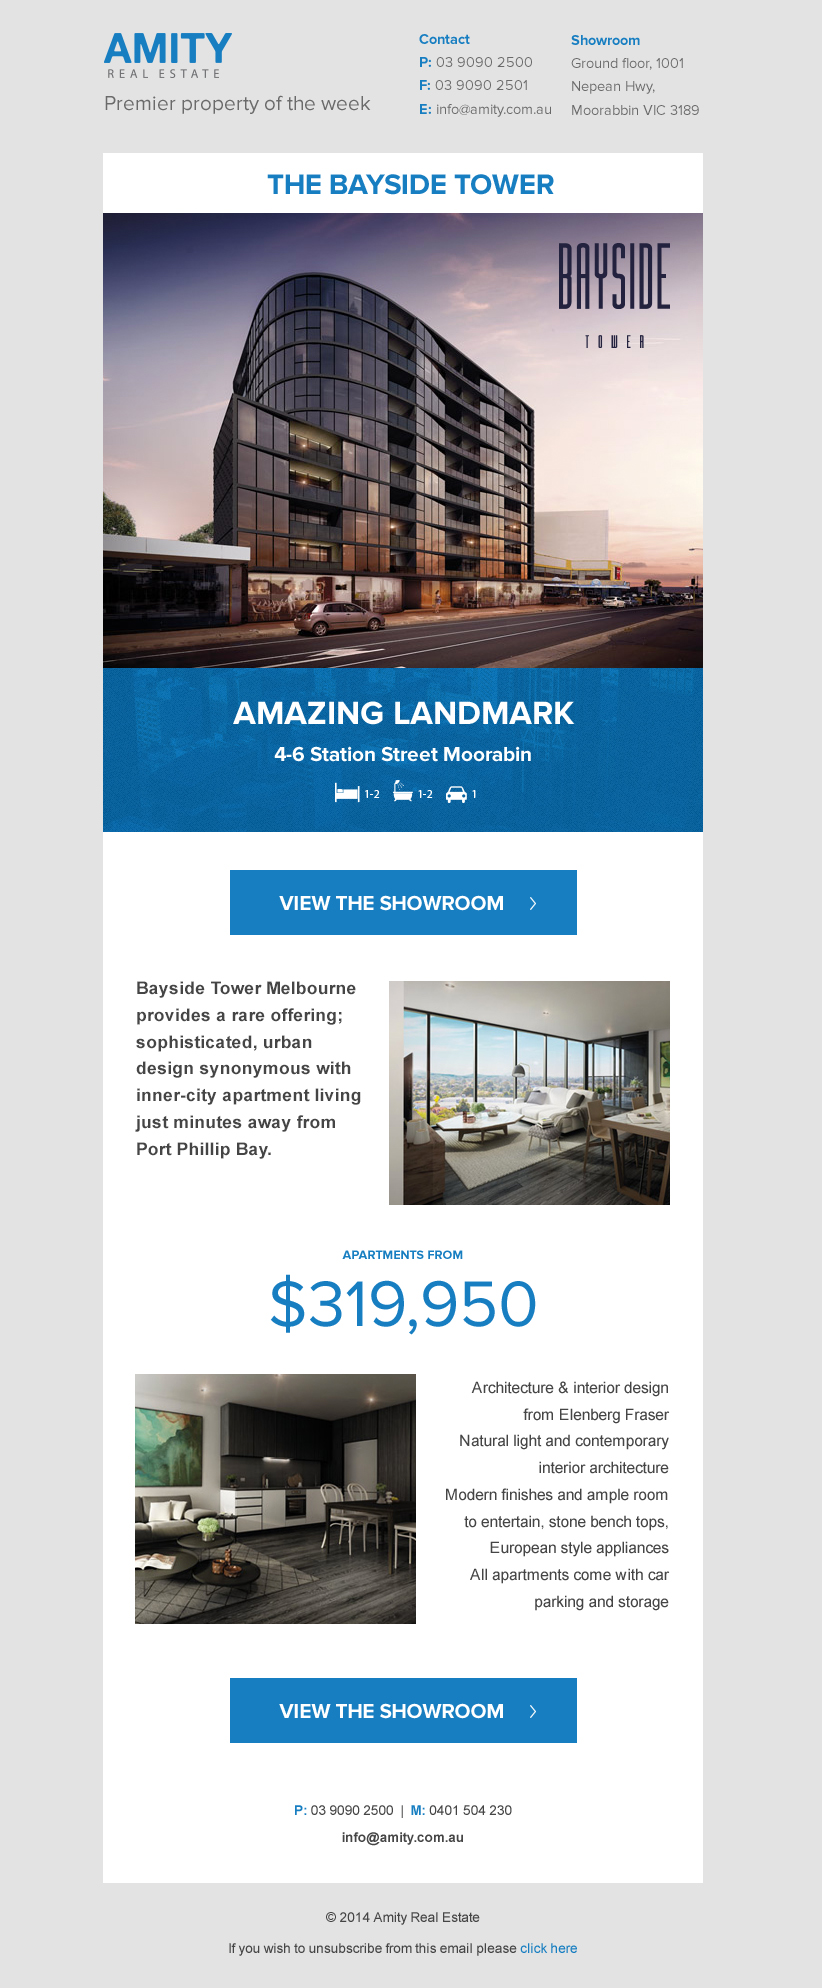 AMITY
REAL ESTATE
Premier property of the week
Contact
P: 03 9090 2500
F: 03 9090 2501
E: info@amity.com.au
Showroom
Ground floor, 1001
Nepean Hwy,
Moorabbin VIC 3189
THE BAYSIDE TOWER
BAYSIDE
TOWER
AMAZING LANDMARK
4-6 Station Street Moorabin
1-2 1-2 1
VIEW THE SHOWROOM >
Bayside Tower Melbourne
provides a rare offering;
sophisticated, urban
design synonymous with
inner-city apartment living
just minutes away from
Port Phillip Bay.
APARTMENTS FROM
$319,950
Architecture & interior design
from Elenberg Fraser
Natural light and contemporary
interior architecture
Modern finishes and ample room
to entertain, stone bench tops,
European style appliances
All apartments come with car
parking and storage
VIEW THE SHOWROOM >
P: 03 9090 2500 | M: 0401 504 230
info@amity.com.au
© 2014 Amity Real Estate
If you wish to unsubscribe from this email please click here